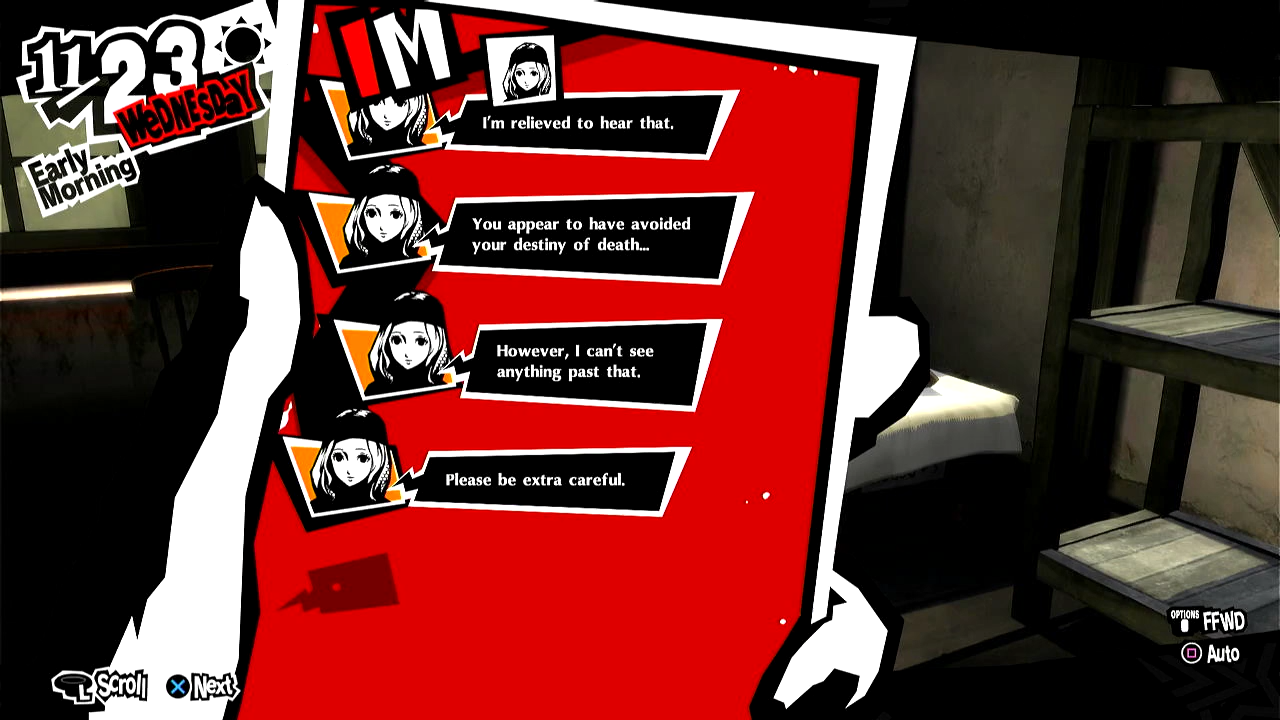 11/23
WEDNESDAY
Early
Morning
IM
I'm relieved to hear that.
You appear to have avoided
your destiny of death...
However, I can't see
anything past that.
Please be extra careful.
OPTIONS FFWD
Auto
L Scroll
Next